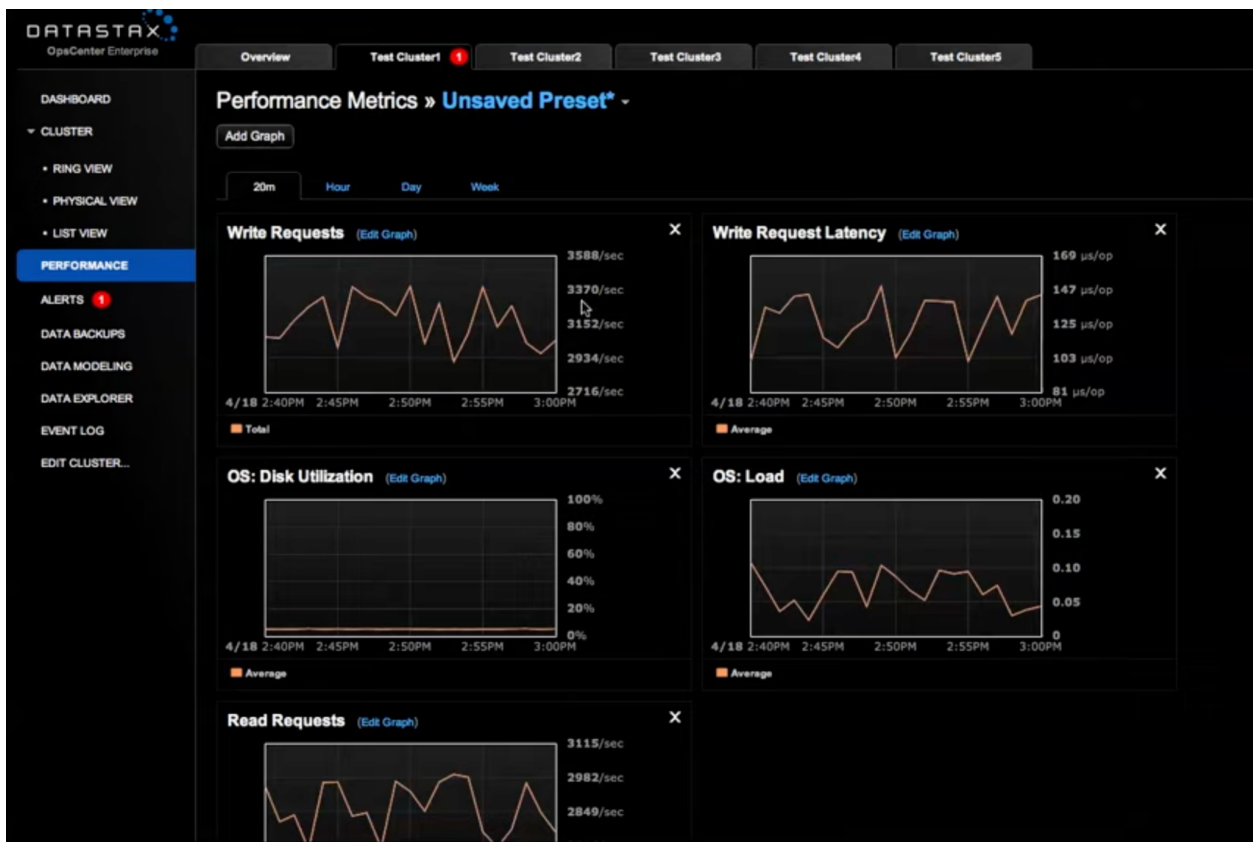 DATASTAX
OpsCenter Enterprise
Overview
Test Cluster1 1
Test Cluster2
Test Cluster3
Test Cluster4
Test Cluster5
DASHBOARD
CLUSTER
• RING VIEW
• PHYSICAL VIEW
• LIST VIEW
PERFORMANCE
ALERTS 1
DATA BACKUPS
DATA MODELING
DATA EXPLORER
EVENT LOG
EDIT CLUSTER...
Performance Metrics » Unsaved Preset*
Add Graph
20m Hour Day Week
Write Requests (Edit Graph) X
3588/sec
3370/sec
3152/sec
2934/sec
2716/sec
4/18 2:40PM 2:45PM 2:50PM 2:55PM 3:00PM
Total
Write Request Latency (Edit Graph) X
169 µs/op
147 µs/op
125 µs/op
103 µs/op
81 µs/op
4/18 2:40PM 2:45PM 2:50PM 2:55PM 3:00PM
Average
OS: Disk Utilization (Edit Graph) X
100%
80%
60%
40%
20%
0%
4/18 2:40PM 2:45PM 2:50PM 2:55PM 3:00PM
Average
OS: Load (Edit Graph) X
0.20
0.15
0.10
0.05
0
4/18 2:40PM 2:45PM 2:50PM 2:55PM 3:00PM
Average
Read Requests (Edit Graph) X
3115/sec
2982/sec
2849/sec